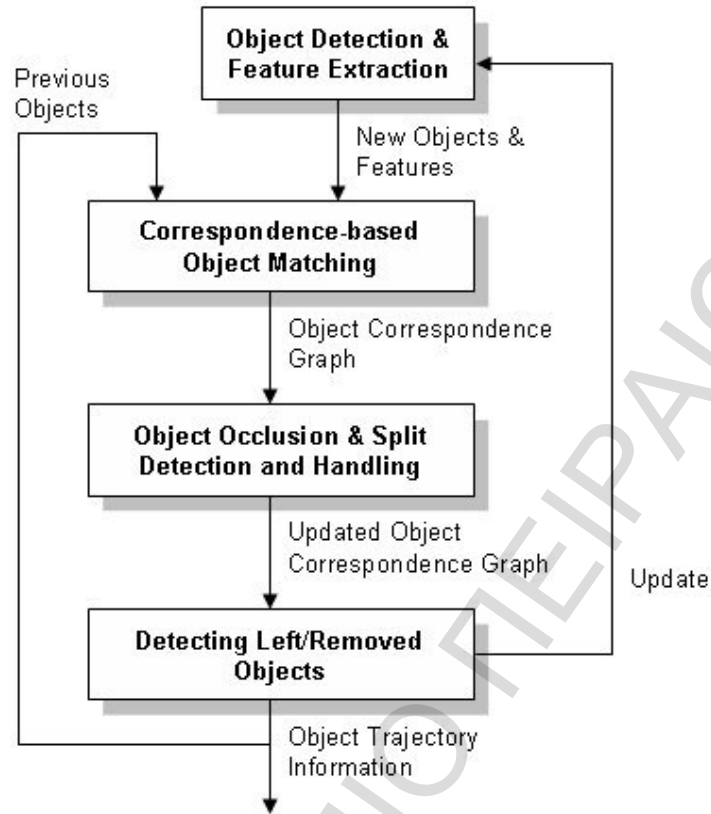 Object Detection &
Feature Extraction
Previous
Objects
New Objects &
Features
Correspondence-based
Object Matching
Object Correspondence
Graph
Object Occlusion & Split
Detection and Handling
Updated Object
Correspondence Graph
Update
Detecting Left/Removed
Objects
Object Trajectory
Information
ΠΕΙΡΑΙ